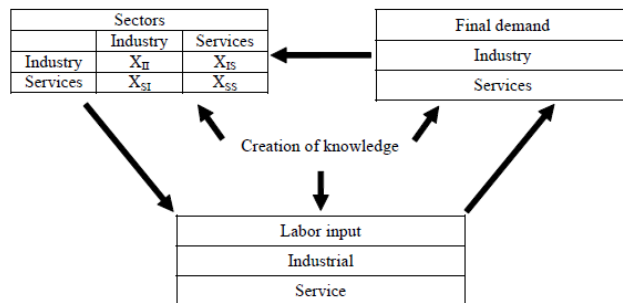 Sectors
Industry Services
Industry X_II X_IS
Services X_SI X_SS
Final demand
Industry
Services
Creation of knowledge
Labor input
Industrial
Service